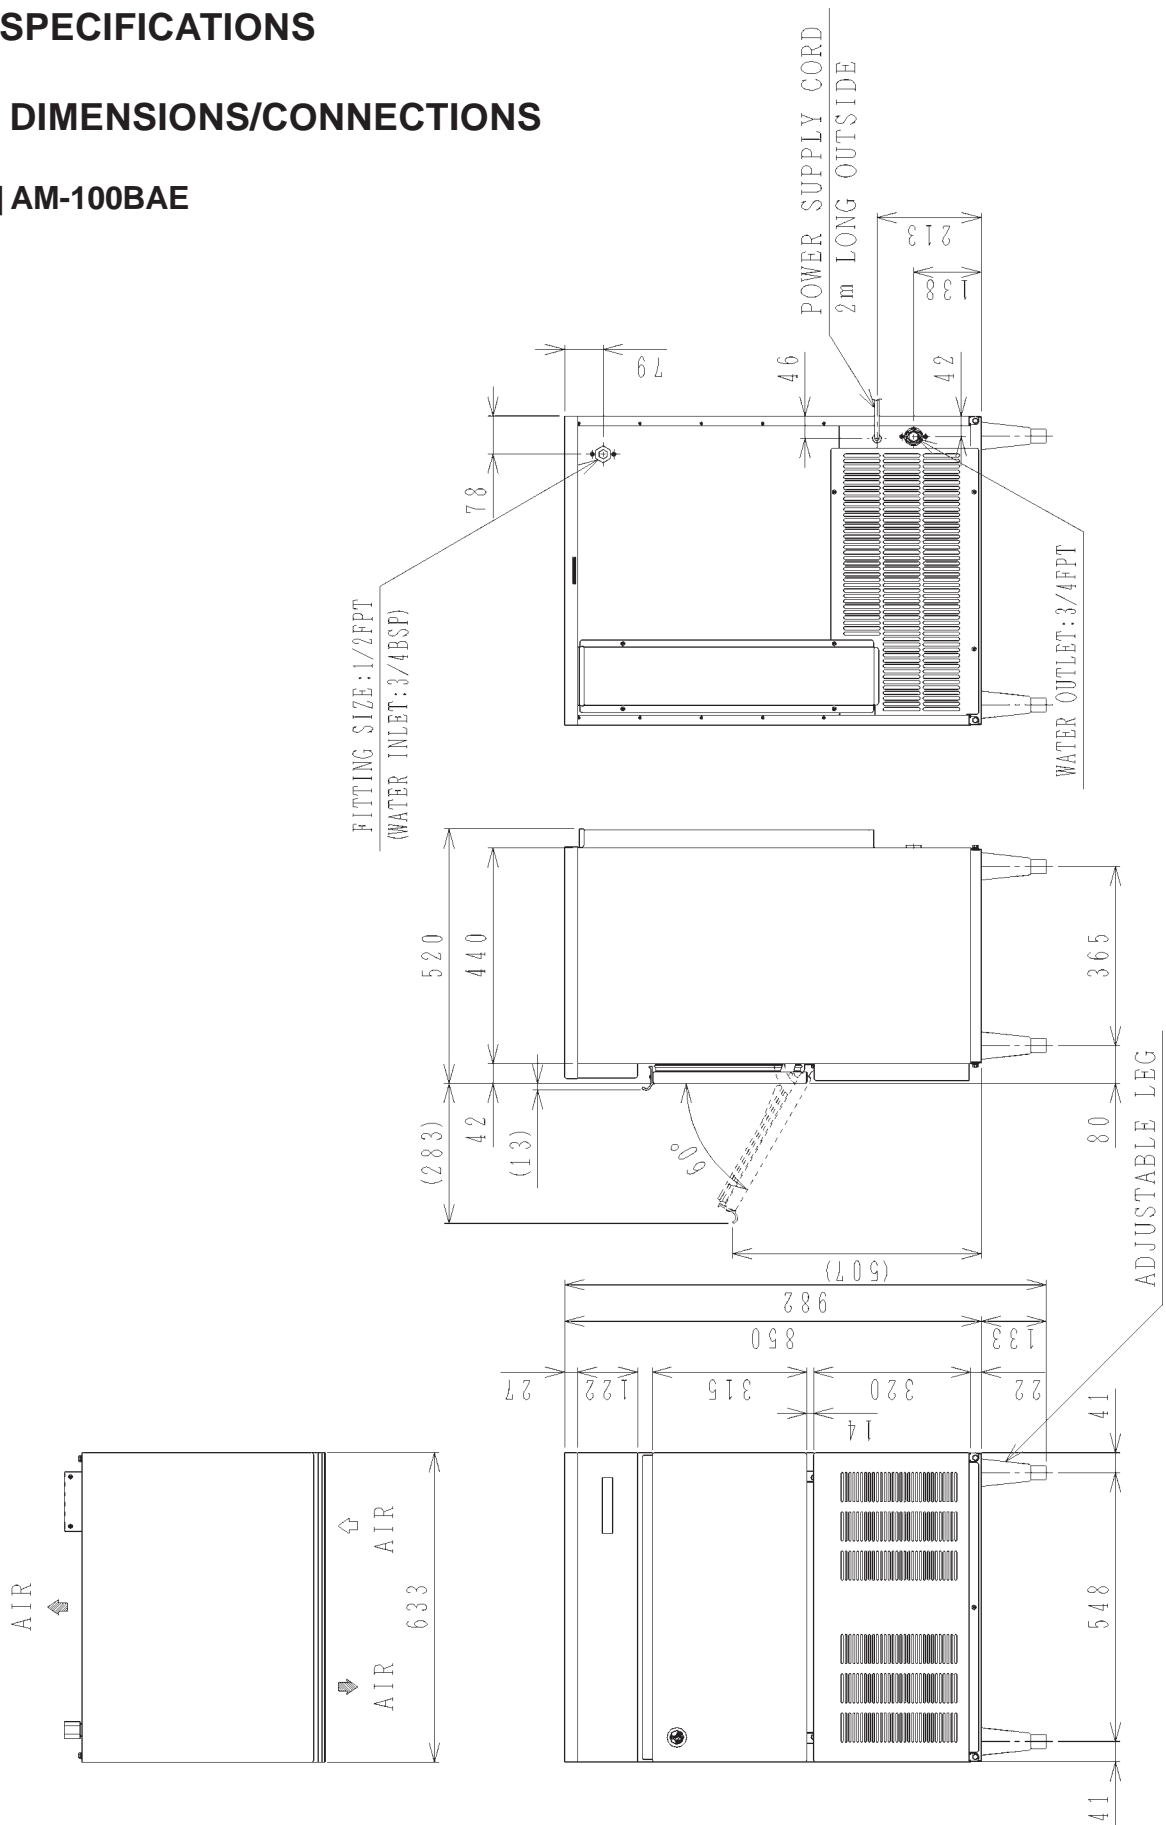 SPECIFICATIONS
DIMENSIONS/CONNECTIONS
AM-100BAE
POWER SUPPLY CORD
2m LONG OUTSIDE
213
138
79
46
42
78
FITTING SIZE:1/2FPT
(WATER INLET:3/4BSP)
WATER OUTLET:3/4FPT
520
440
365
(283)
42
(13)
60°
80
ADJUSTABLE LEG
(507)
982
850
133
27
122
315
320
22
14
41
AIR
AIR
AIR
633
548
41